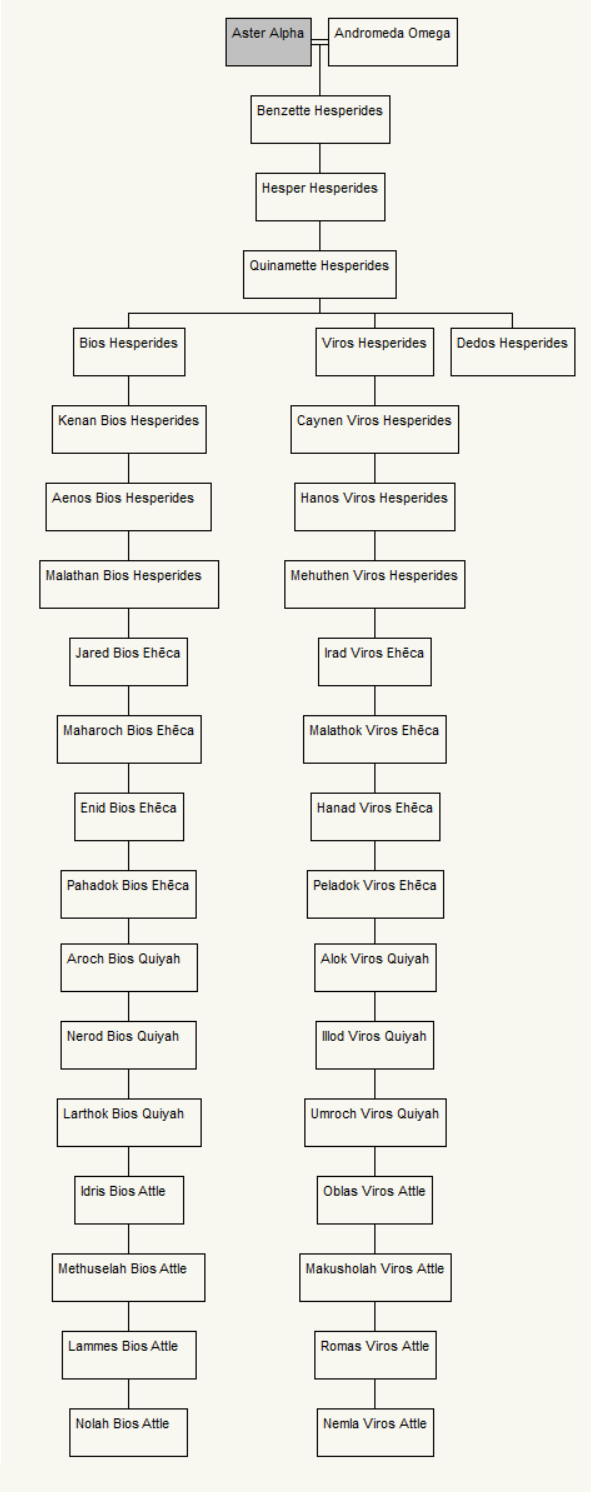 Aster Alpha
Andromeda Omega
Benzette Hesperides
Hesper Hesperides
Quinamette Hesperides
Bios Hesperides
Viros Hesperides
Dedos Hesperides
Kenan Bios Hesperides
Caynen Viros Hesperides
Aenos Bios Hesperides
Hanos Viros Hesperides
Malathan Bios Hesperides
Mehuthen Viros Hesperides
Jared Bios Ehēca
Irad Viros Ehēca
Maharoch Bios Ehēca
Malathok Viros Ehēca
Enid Bios Ehēca
Hanad Viros Ehēca
Pahadok Bios Ehēca
Peladok Viros Ehēca
Aroch Bios Quiyah
Alok Viros Quiyah
Nerod Bios Quiyah
Illod Viros Quiyah
Larthok Bios Quiyah
Umroch Viros Quiyah
Idris Bios Attle
Oblas Viros Attle
Methuselah Bios Attle
Makusholah Viros Attle
Lammes Bios Attle
Romas Viros Attle
Nolah Bios Attle
Nemla Viros Attle